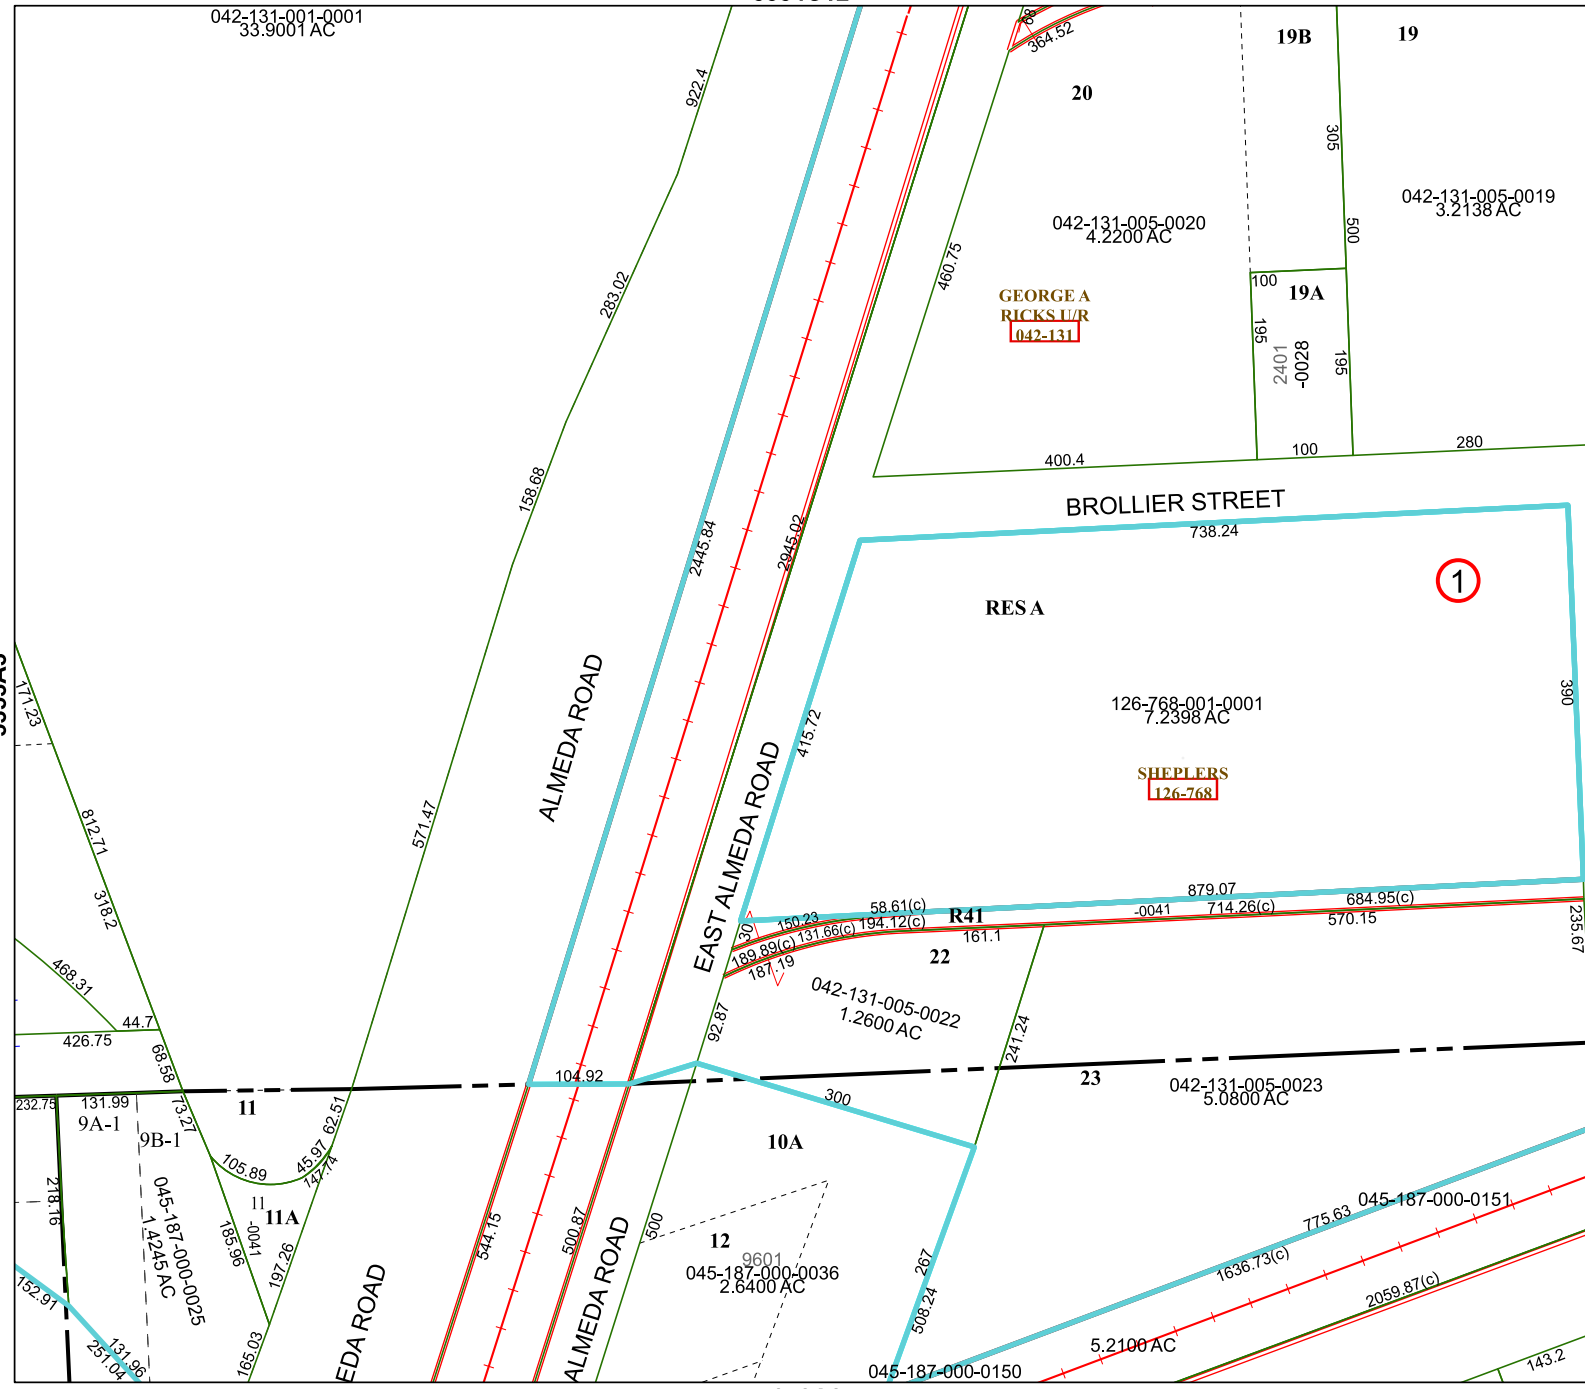 042-131-001-0001
33.9001 AC
922.4
68
364.52
19B
19
20
305
042-131-005-0019
3.2138 AC
042-131-005-0020
4.2200 AC
500
460.75
283.02
100
19A
GEORGE A
RICKS U/R
042-131
195
2401
-0028
195
400.4
100
280
158.68
BROLLIER STREET
738.24
2445.84
2945.02
1
RES A
171.23
ALMEDA ROAD
390
126-768-001-0001
7.2398 AC
415.72
SHEPLERS
126-768
812.71
571.47
EAST ALMEDA ROAD
318.2
879.07
58.61(c)
R41
-0041
714.26(c)
684.95(c)
570.15
235.67
150.23
30
131.66(c)
194.12(c)
161.1
189.89(c)
187.19
22
468.31
042-131-005-0022
1.2600 AC
44.7
426.75
92.87
241.24
68.58
104.92
23
042-131-005-0023
5.0800 AC
232.75
131.99
9A-1
9B-1
73.27
11
62.51
300
10A
105.89
45.97
147.74
218.16
045-187-000-0025
1.4245 AC
11
-0041
11A
185.96
197.26
544.15
500.87
500
12
9601
045-187-000-0036
2.6400 AC
267
508.24
775.63
045-187-000-0151
1636.73(c)
2059.87(c)
152.91
131.96
251.04
165.03
EDA ROAD
ALMEDA ROAD
045-187-000-0150
5.2100 AC
143.2